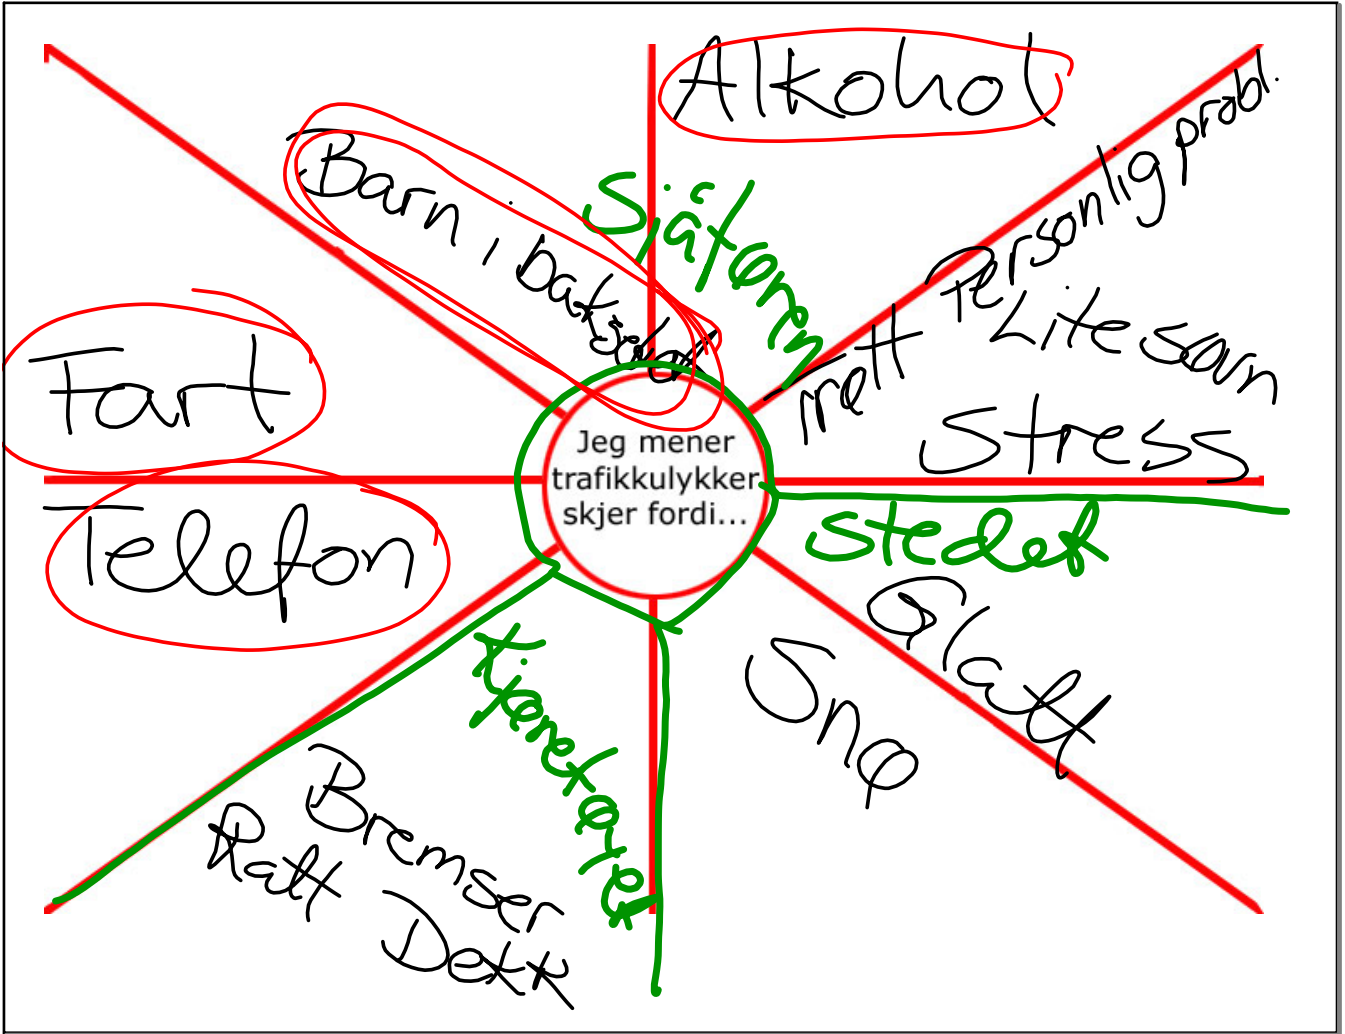 Alkohol
Personlig probl.
Barn i baksetet
Sjåføren
Lite søvn
Trøtt
Fart
Stress
Jeg mener
trafikkulykker
skjer fordi...
Telefon
stedet
Glatt
Snø
kjøretøyet
Bremser
Ratt Dekk